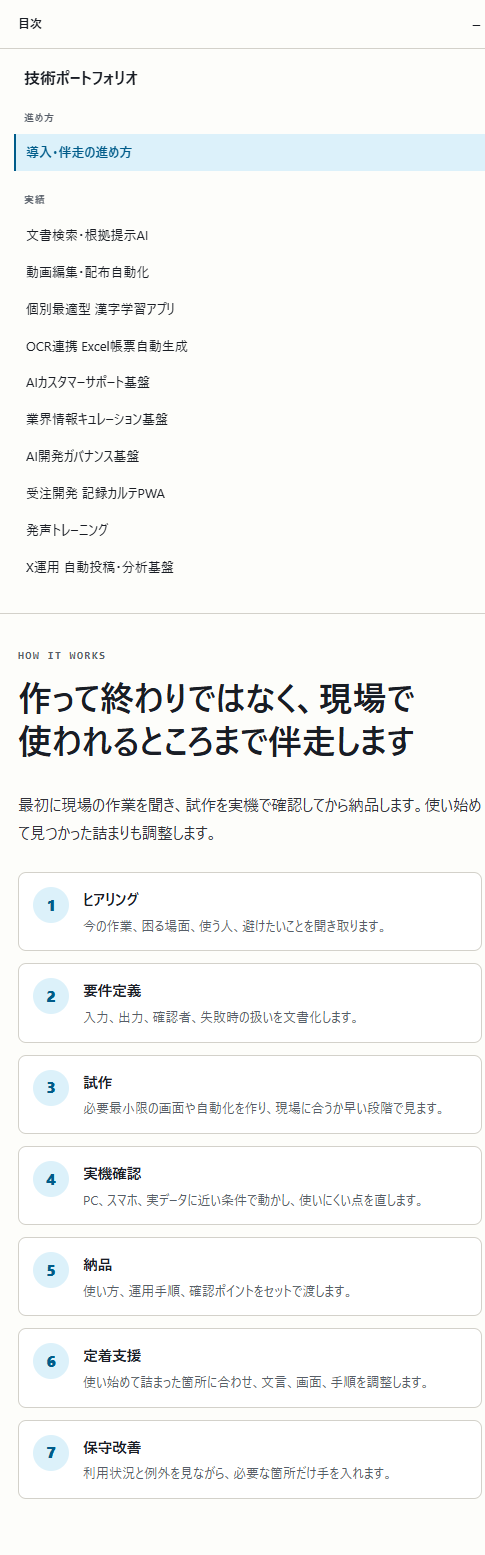 目次
−
技術ポートフォリオ
進め方
導入・伴走の進め方
実績
文書検索・根拠提示AI
動画編集・配布自動化
個別最適型 漢字学習アプリ
OCR連携 Excel帳票自動生成
AIカスタマーサポート基盤
業界情報キュレーション基盤
AI開発ガバナンス基盤
受注開発 記録カルテPWA
発声トレーニング
X運用 自動投稿・分析基盤
HOW IT WORKS
作って終わりではなく、現場で
使われるところまで伴走します
最初に現場の作業を聞き、試作を実機で確認してから納品します。使い始め
て見つかった詰まりも調整します。
1
ヒアリング
今の作業、困る場面、使う人、避けたいことを聞き取ります。
2
要件定義
入力、出力、確認者、失敗時の扱いを文書化します。
3
試作
必要最小限の画面や自動化を作り、現場に合うか早い段階で見ます。
4
実機確認
PC、スマホ、実データに近い条件で動かし、使いにくい点を直します。
5
納品
使い方、運用手順、確認ポイントをセットで渡します。
6
定着支援
使い始めて詰まった箇所に合わせ、文言、画面、手順を調整します。
7
保守改善
利用状況と例外を見ながら、必要な箇所だけ手を入れます。